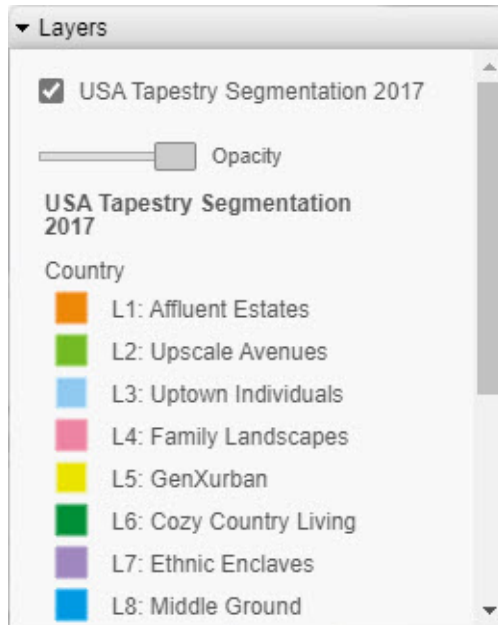 Layers
USA Tapestry Segmentation 2017
Opacity
USA Tapestry Segmentation
2017
Country
L1: Affluent Estates
L2: Upscale Avenues
L3: Uptown Individuals
L4: Family Landscapes
L5: GenXurban
L6: Cozy Country Living
L7: Ethnic Enclaves
L8: Middle Ground